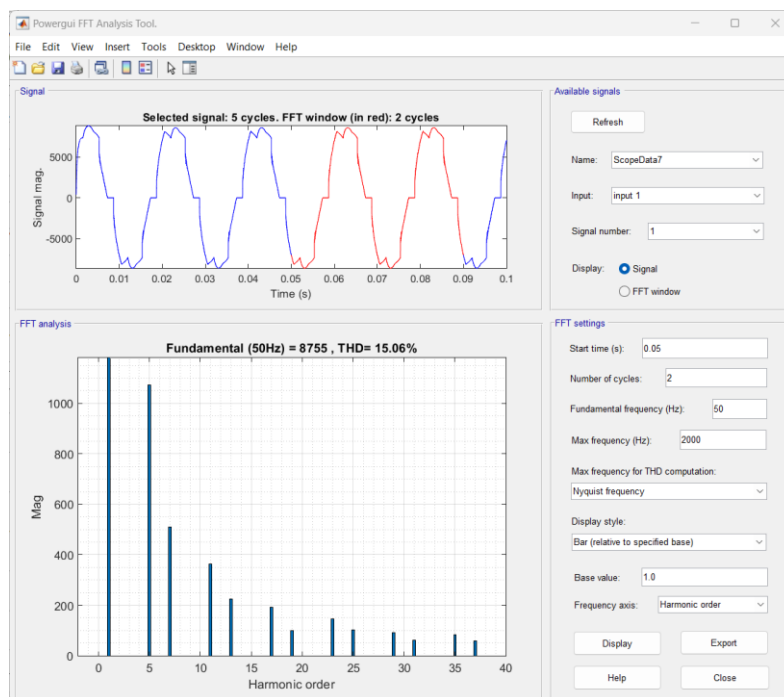 Powergui FFT Analysis Tool.
File Edit View Insert Tools Desktop Window Help
Signal
Selected signal: 5 cycles. FFT window (in red): 2 cycles
5000
0
-5000
Signal mag.
0 0.01 0.02 0.03 0.04 0.05 0.06 0.07 0.08 0.09 0.1
Time (s)
Available signals
Refresh
Name: ScopeData7
Input: input 1
Signal number: 1
Display: Signal
FFT window
FFT analysis
Fundamental (50Hz) = 8755 , THD= 15.06%
1000
800
600
400
200
0
Mag
0 5 10 15 20 25 30 35 40
Harmonic order
FFT settings
Start time (s): 0.05
Number of cycles: 2
Fundamental frequency (Hz): 50
Max frequency (Hz): 2000
Max frequency for THD computation:
Nyquist frequency
Display style:
Bar (relative to specified base)
Base value: 1.0
Frequency axis: Harmonic order
Display Export
Help Close